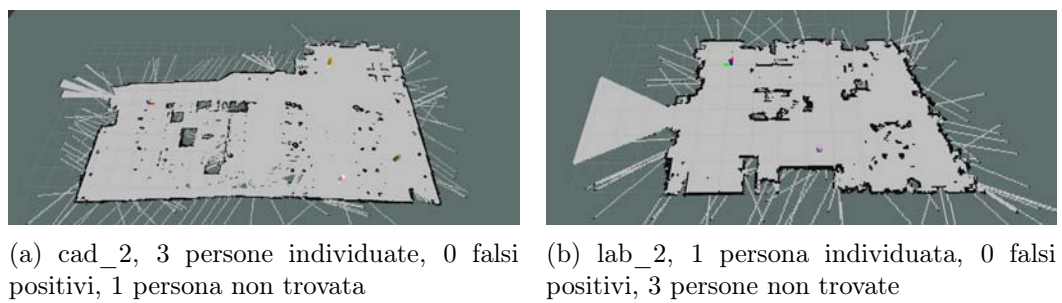 (a) cad_2, 3 persone individuate, 0 falsi
positivi, 1 persona non trovata
(b) lab_2, 1 persona individuata, 0 falsi
positivi, 3 persone non trovate